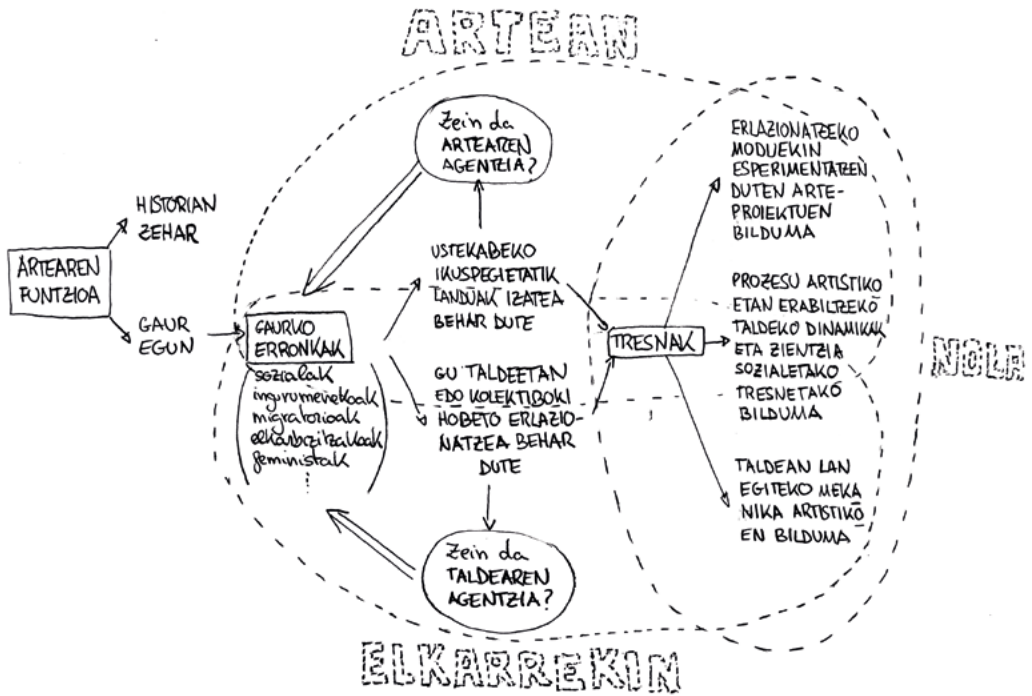 ARTEAN
Zein da
ARTEAREN
AGENTZIA?
HISTORIAN
ZEHAR
ARTEAREN
FUNTZIOA
GAUR
EGUN
GAURKO
ERRONKAK
sozialak
ingurumenekoak
migratorioak
elkarbizitzakoak
feministak
USTEKABEKO
IKUSPEGIETATIK
LANDUAK IZATEA
BEHAR DUTE
GU TALDEETAN
EDO KOLEKTIBOKI
HOBETO ERLAZIO-
NATZEA BEHAR
DUTE
Zein da
TALDEAREN
AGENTZIA?
TRESNAK
ERLAZIONATZEKO
MODUEKIN
ESPERIMENTATZEN
DUTEN ARTE-
PROIEKTUEN
BILDUMA
PROZESU ARTISTIKO
ETAN ERABILTZEKO
TALDEKO DINAMIKAK
ETA ZIENTZIA
SOZIALETAKO
TRESNETAKO
BILDUMA
TALDEAN LAN
EGITEKO MEKA
NIKA ARTISTIKO
EN BILDUMA
NOLA
ELKARREKIN